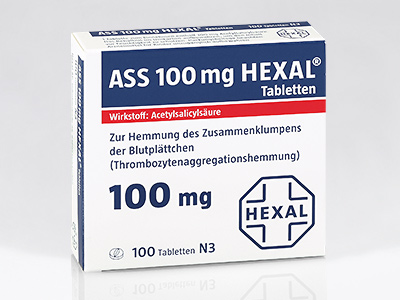 ASS 100 mg HEXAL®
Tabletten
Wirkstoff: Acetylsalicylsäure
Zur Hemmung des Zusammenklumpens
der Blutplättchen
(Thrombozytenaggregationshemmung)
100 mg
HEXAL
100 Tabletten N3